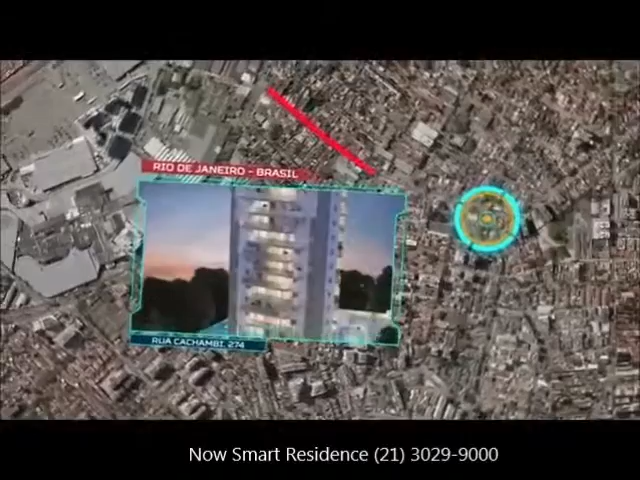 RIO DE JANEIRO - BRASIL
RUA CACHAMBI, 274
Now Smart Residence (21) 3029-9000